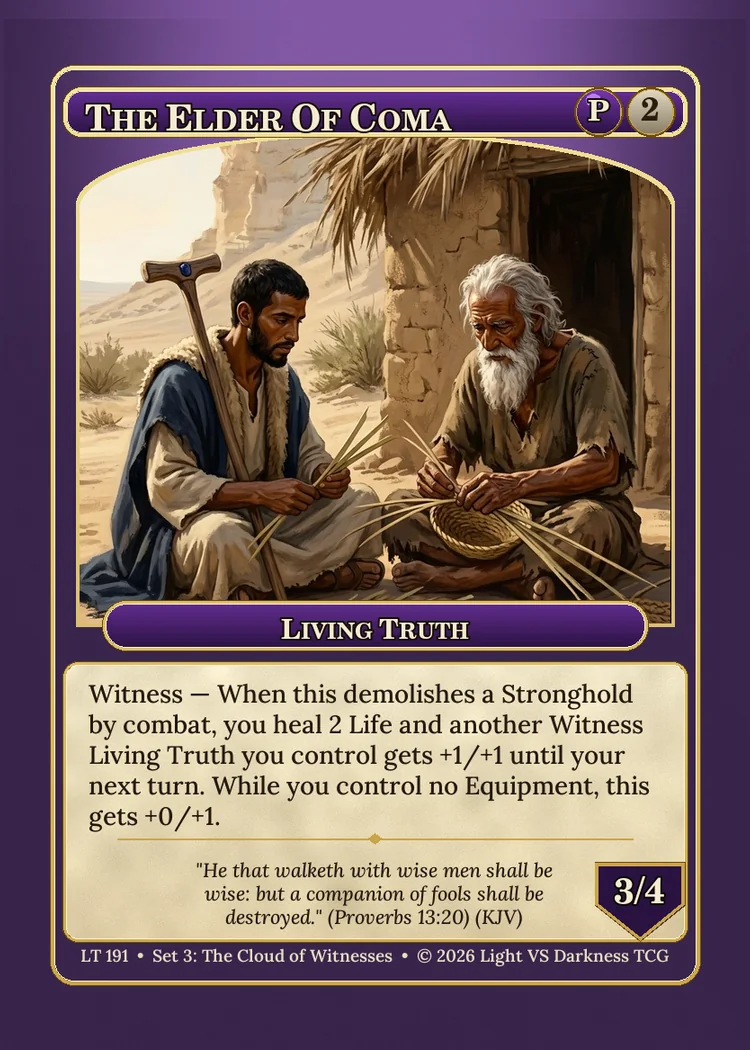 The Elder Of Coma
P 2
Living Truth
Witness — When this demolishes a Stronghold
by combat, you heal 2 Life and another Witness
Living Truth you control gets +1/+1 until your
next turn. While you control no Equipment, this
gets +0/+1.
"He that walketh with wise men shall be
wise: but a companion of fools shall be
destroyed." (Proverbs 13:20) (KJV)
3/4
LT 191 • Set 3: The Cloud of Witnesses • © 2026 Light VS Darkness TCG